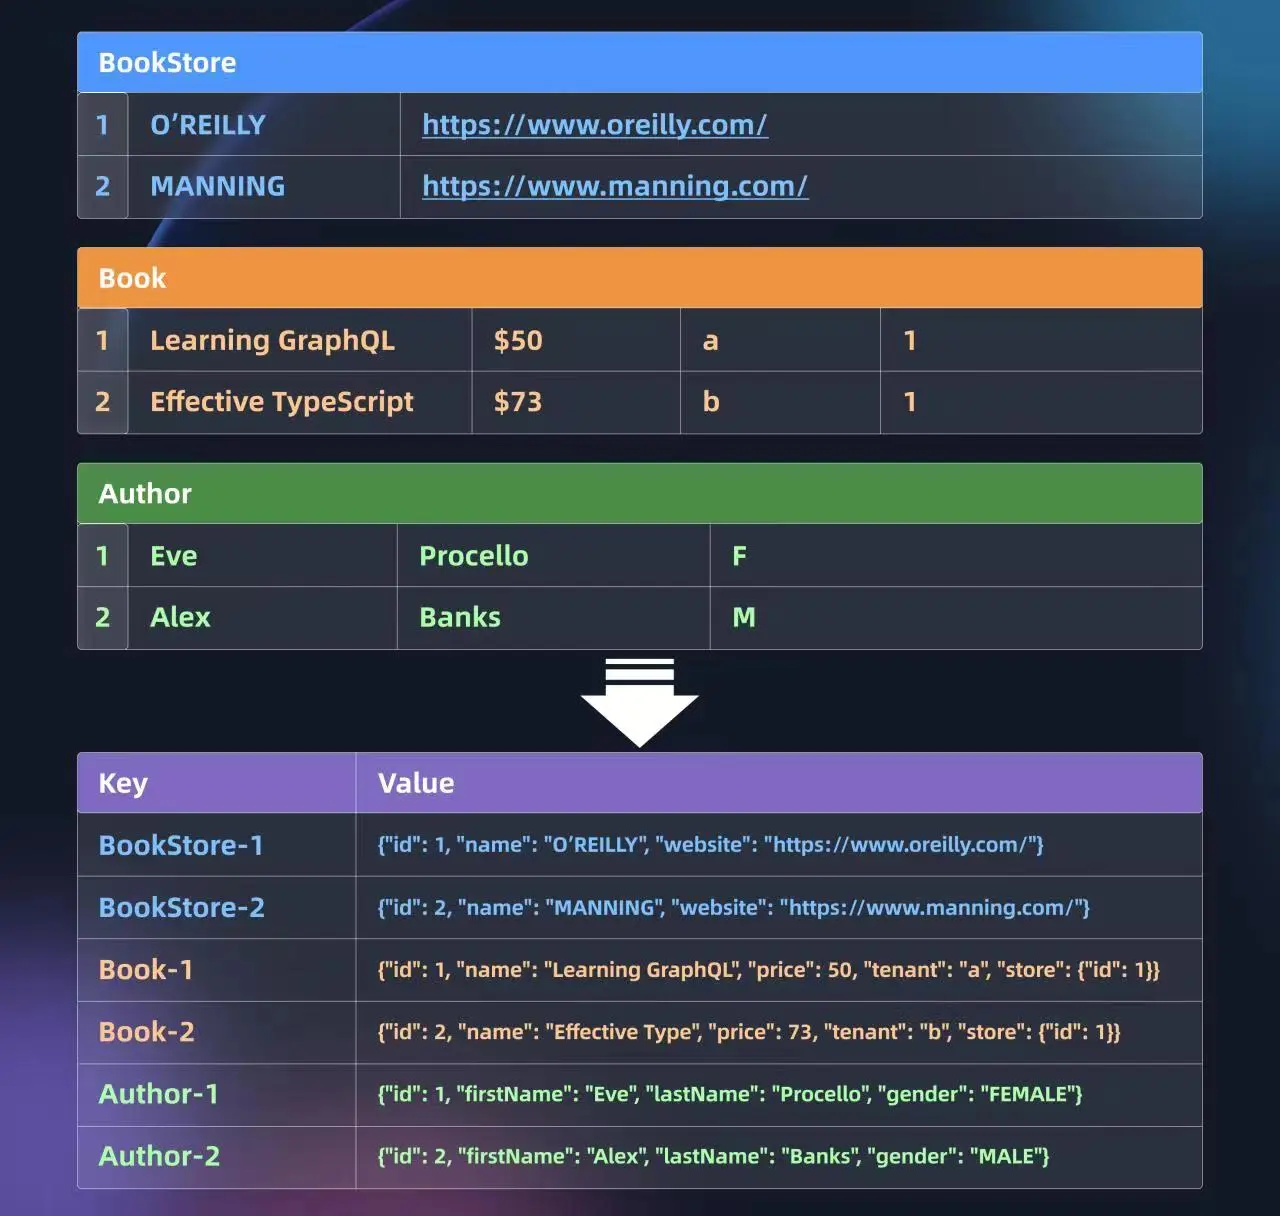 BookStore
1 O’REILLY https://www.oreilly.com/
2 MANNING https://www.manning.com/
Book
1 Learning GraphQL $50 a 1
2 Effective TypeScript $73 b 1
Author
1 Eve Procello F
2 Alex Banks M
Key Value
BookStore-1 {"id": 1, "name": "O’REILLY", "website": "https://www.oreilly.com/"}
BookStore-2 {"id": 2, "name": "MANNING", "website": "https://www.manning.com/"}
Book-1 {"id": 1, "name": "Learning GraphQL", "price": 50, "tenant": "a", "store": {"id": 1}}
Book-2 {"id": 2, "name": "Effective Type", "price": 73, "tenant": "b", "store": {"id": 1}}
Author-1 {"id": 1, "firstName": "Eve", "lastName": "Procello", "gender": "FEMALE"}
Author-2 {"id": 2, "firstName": "Alex", "lastName": "Banks", "gender": "MALE"}